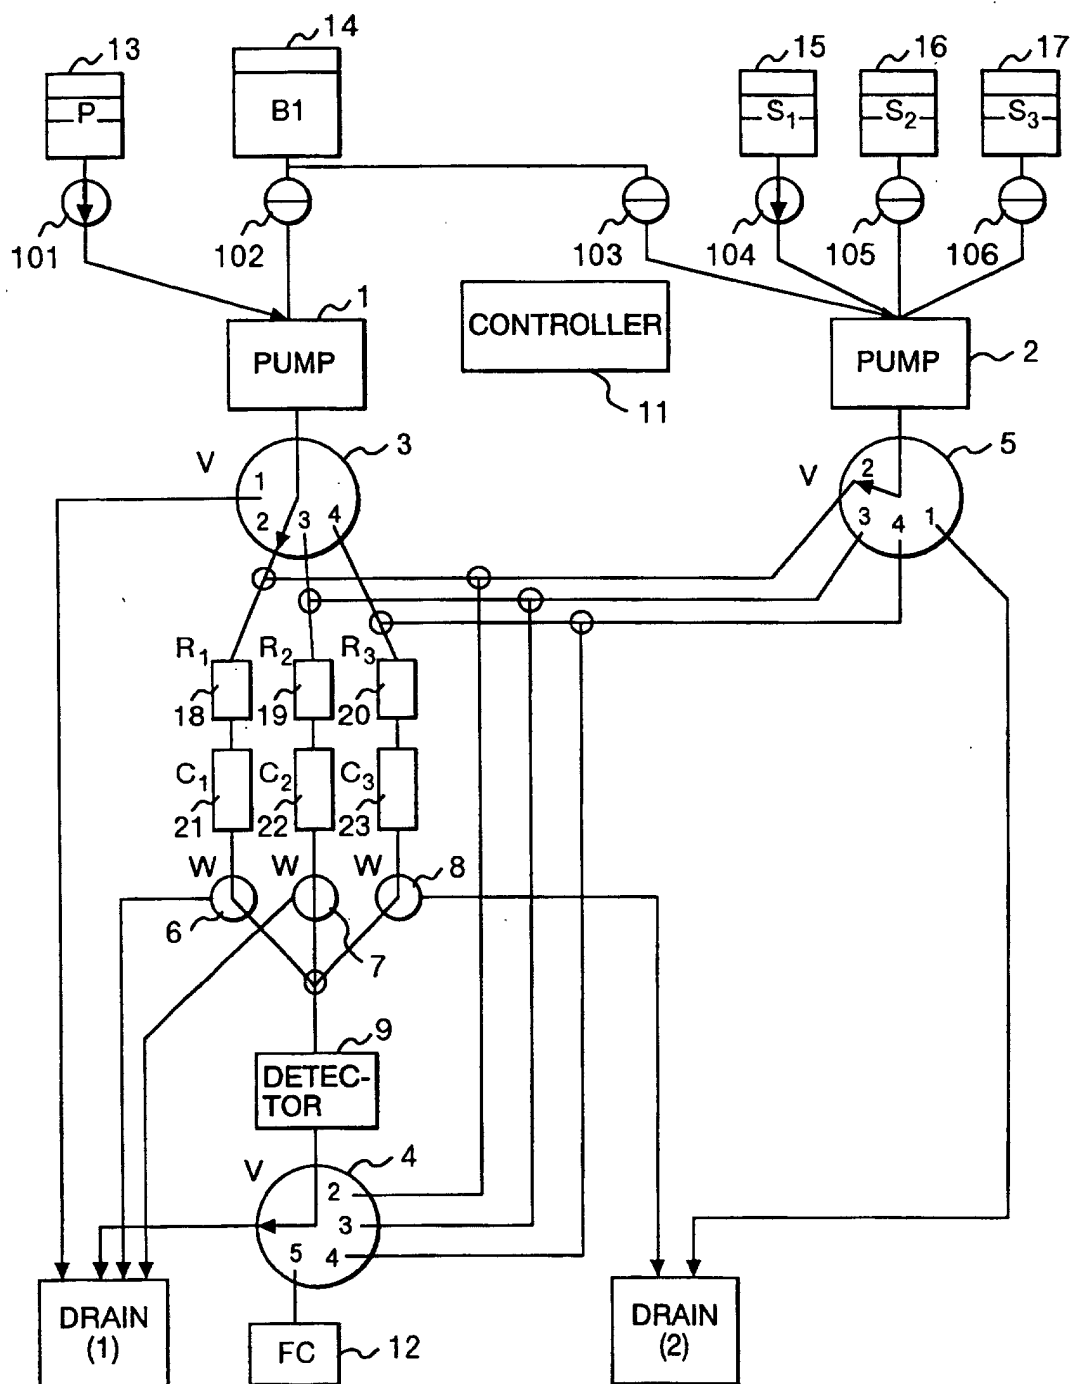 13
14
15
16
17
P
B1
S1
S2
S3
101
102
103
104
105
106
1
CONTROLLER
11
PUMP
PUMP
2
V
3
1
2
3
4
V
5
2
3
4
1
R1
R2
R3
18
19
20
C1
C2
C3
21
22
23
W
W
W
8
6
7
9
DETEC-
TOR
V
4
2
3
4
5
DRAIN
(1)
FC
12
DRAIN
(2)